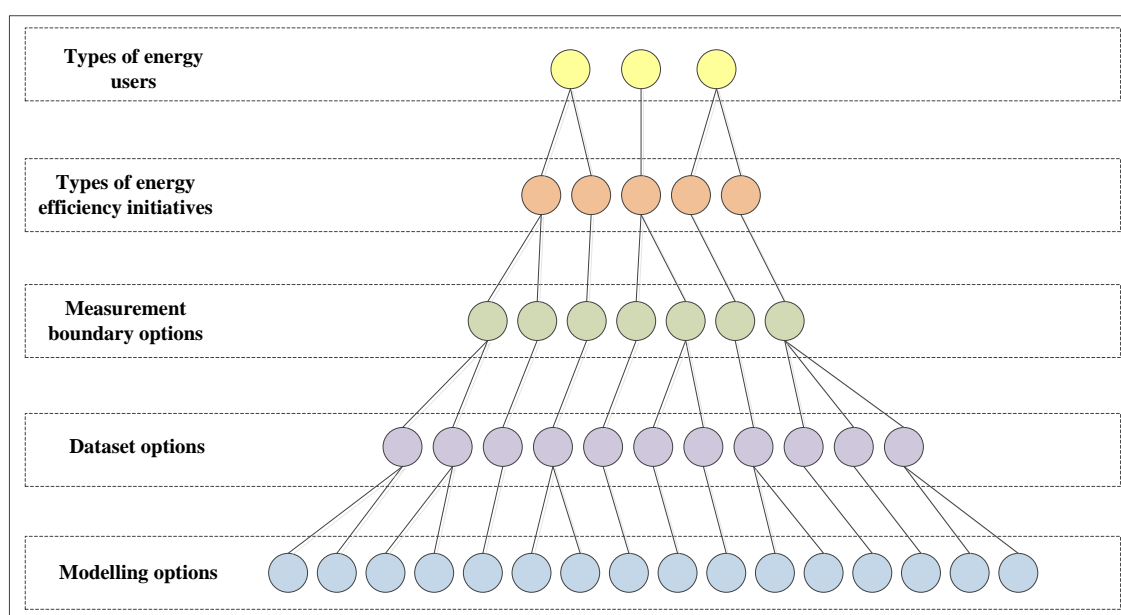 Types of energy
users
Types of energy
efficiency initiatives
Measurement
boundary options
Dataset options
Modelling options